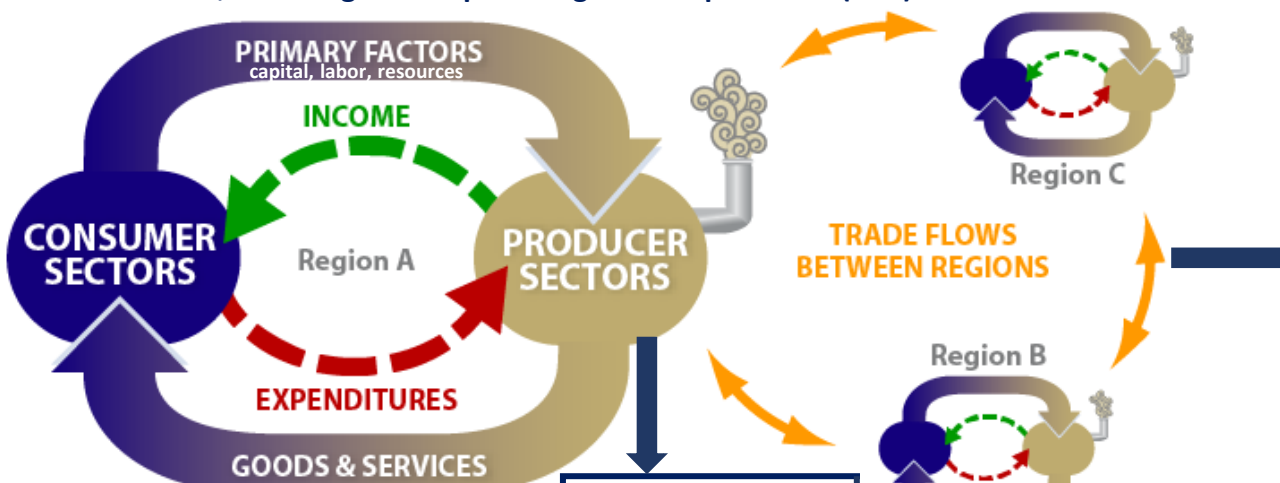 PRIMARY FACTORS
capital, labor, resources
INCOME
CONSUMER
SECTORS
Region A
PRODUCER
SECTORS
EXPENDITURES
GOODS & SERVICES
Region C
TRADE FLOWS
BETWEEN REGIONS
Region B